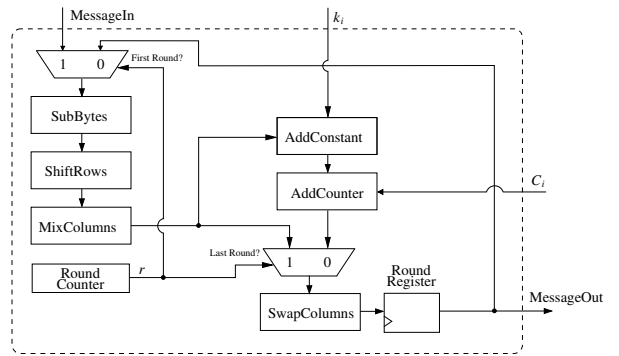 MessageIn
k_i
1 0
First Round?
SubBytes
AddConstant
ShiftRows
AddCounter
C_i
MixColumns
Last Round?
1 0
Round
Counter
r
Round
Register
MessageOut
SwapColumns